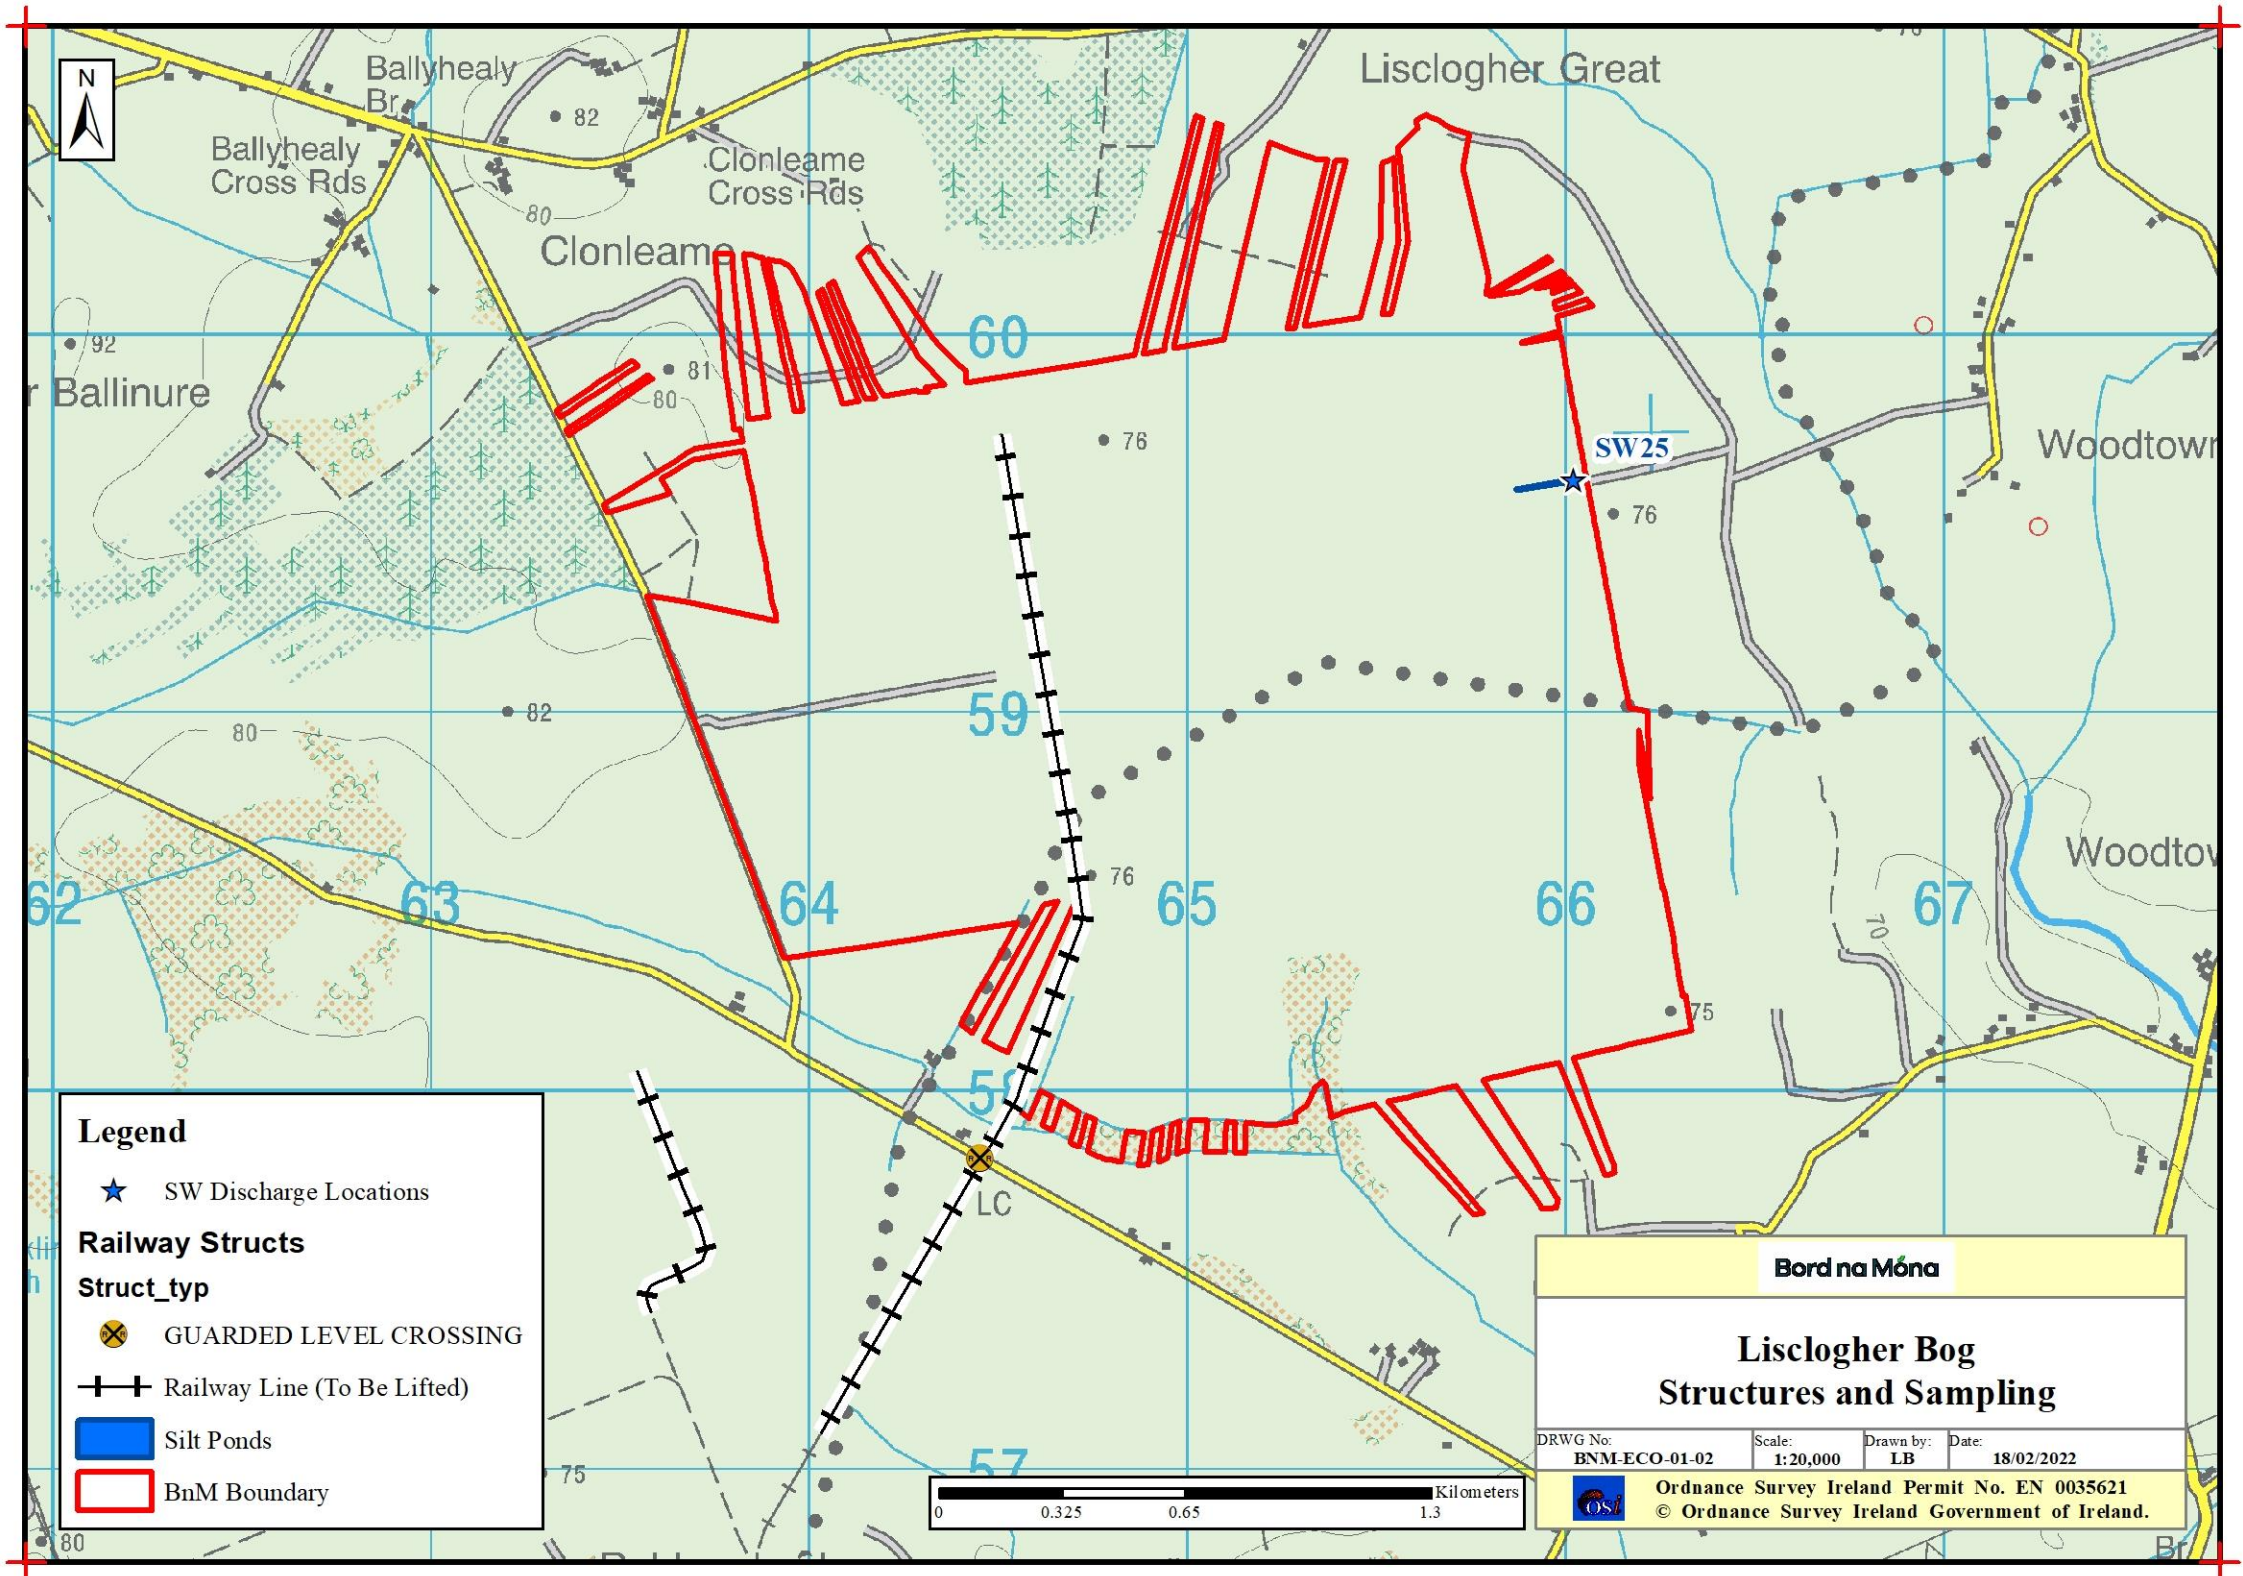 N
Ballyhealy
Br
82
Lisclogher Great
Ballyhealy
Cross Rds
Clonleame
Cross Rds
80
Clonleame
92
60
81
r Ballinure
80
76
SW25
Woodtown
76
59
82
80
76
Woodtow
62
63
64
65
66
67
70
75
58
LC
57
75
80
Br
Legend
SW Discharge Locations
Railway Structs
Struct_typ
GUARDED LEVEL CROSSING
Railway Line (To Be Lifted)
Silt Ponds
BnM Boundary
Kilometers
0 0.325 0.65 1.3
Bord na Móna
Lisclogher Bog
Structures and Sampling
DRWG No: Scale: Drawn by: Date:
BNM-ECO-01-02 1:20,000 LB 18/02/2022
osi
Ordnance Survey Ireland Permit No. EN 0035621
© Ordnance Survey Ireland Government of Ireland.